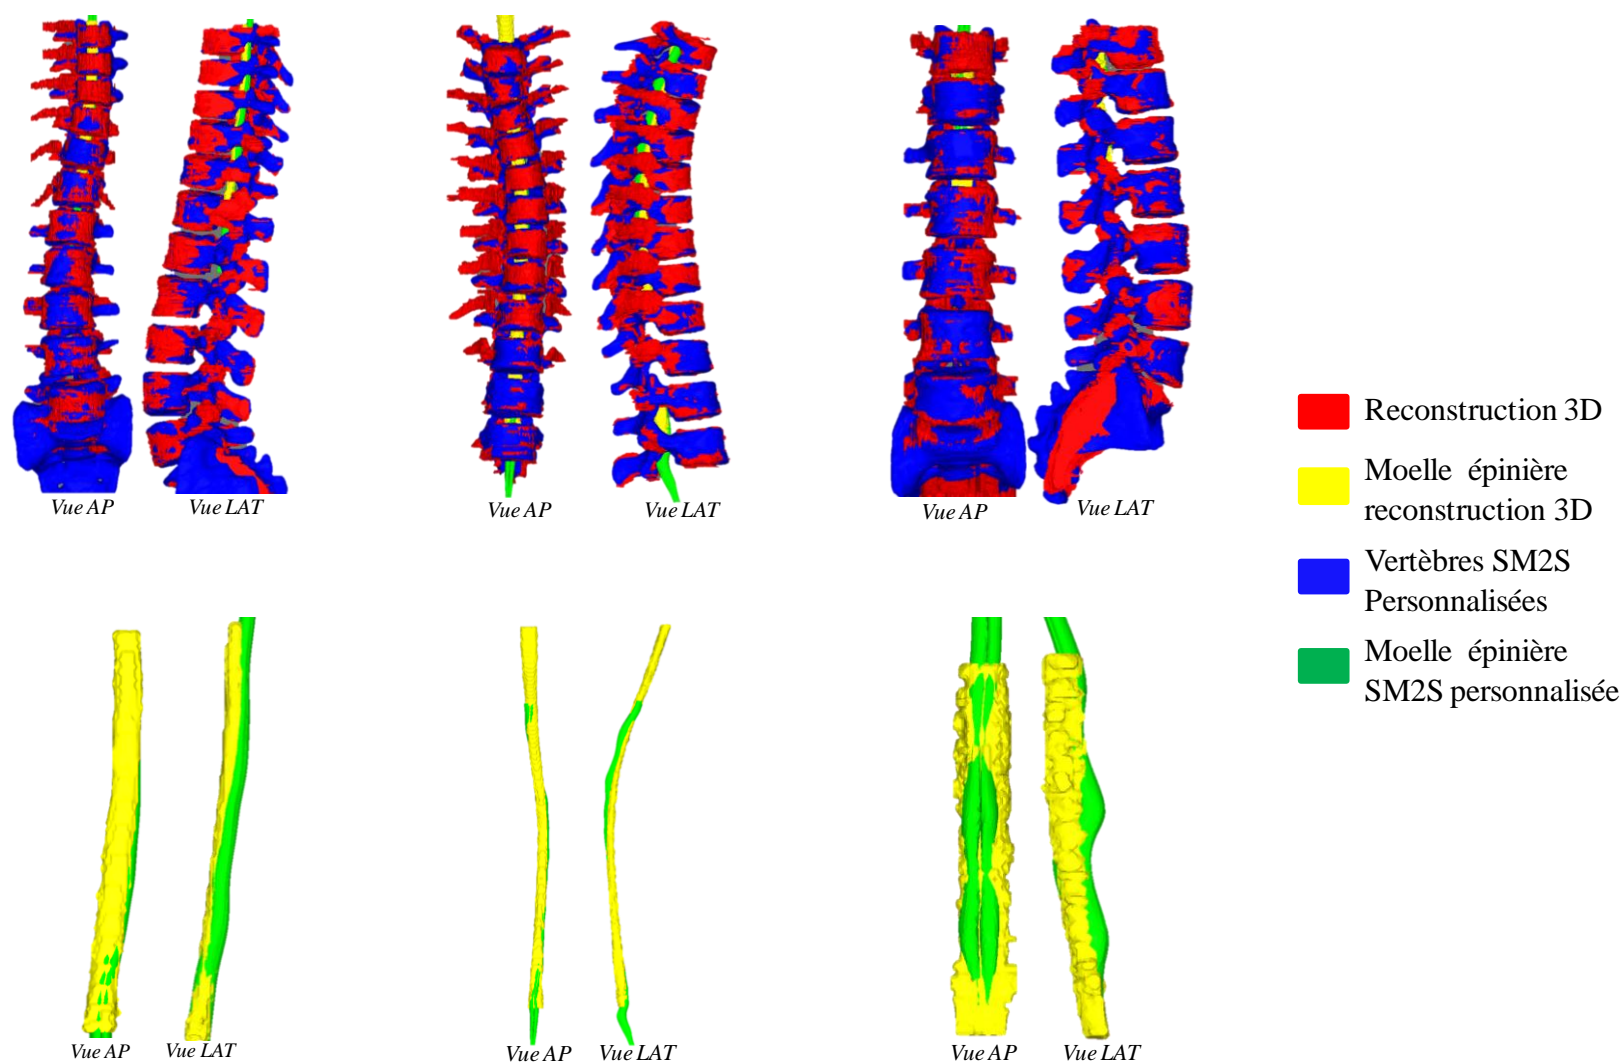 Vue AP
Vue LAT
Vue AP
Vue LAT
Vue AP
Vue LAT
Reconstruction 3D
Moelle épinière
reconstruction 3D
Vertèbres SM2S
Personnalisées
Moelle épinière
SM2S personnalisée
Vue AP
Vue LAT
Vue AP
Vue LAT
Vue AP
Vue LAT